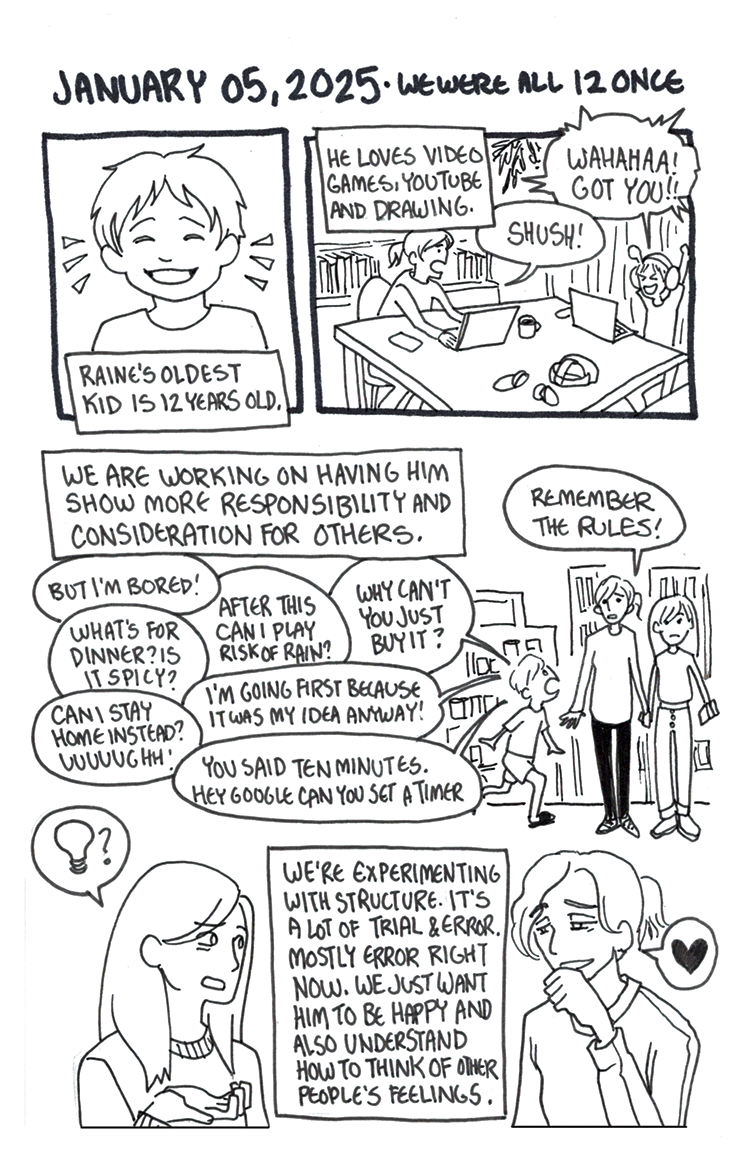 JANUARY 05, 2025 · WE WERE ALL 12 ONCE
RAINE'S OLDEST
KID IS 12 YEARS OLD.
HE LOVES VIDEO
GAMES, YOUTUBE
AND DRAWING.
SHUSH!
WAHAHAA!
GOT YOU!!
WE ARE WORKING ON HAVING HIM
SHOW MORE RESPONSIBILITY AND
CONSIDERATION FOR OTHERS.
REMEMBER
THE RULES!
BUT I'M BORED!
AFTER THIS
CAN I PLAY
RISK OF RAIN?
WHY CAN'T
YOU JUST
BUY IT?
WHAT'S FOR
DINNER? IS
IT SPICY?
I'M GOING FIRST BECAUSE
IT WAS MY IDEA ANYWAY!
CAN I STAY
HOME INSTEAD?
UUUUUGHH!
YOU SAID TEN MINUTES.
HEY GOOGLE CAN YOU SET A TIMER
?
WE'RE EXPERIMENTING
WITH STRUCTURE. IT'S
A LOT OF TRIAL & ERROR.
MOSTLY ERROR RIGHT
NOW. WE JUST WANT
HIM TO BE HAPPY AND
ALSO UNDERSTAND
HOW TO THINK OF OTHER
PEOPLE'S FEELINGS.